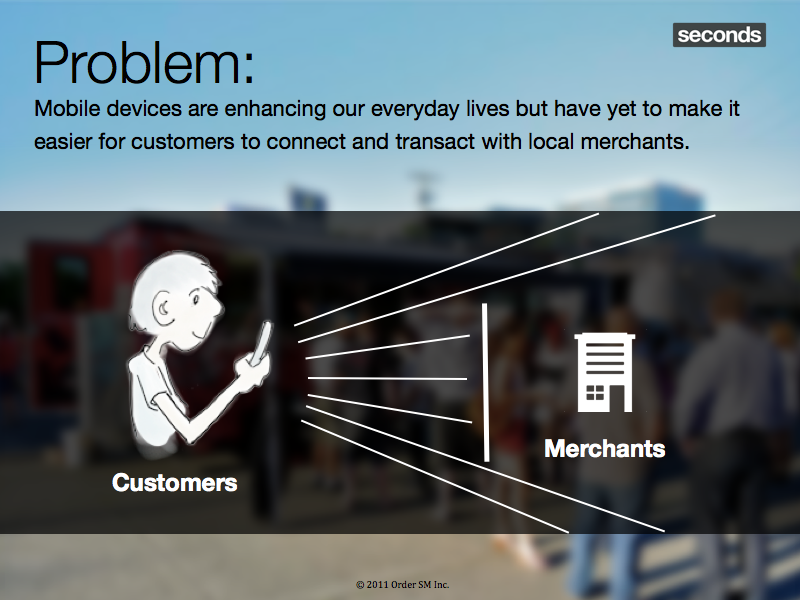 seconds
Problem:
Mobile devices are enhancing our everyday lives but have yet to make it
easier for customers to connect and transact with local merchants.
Merchants
Customers
© 2011 Order SM Inc.